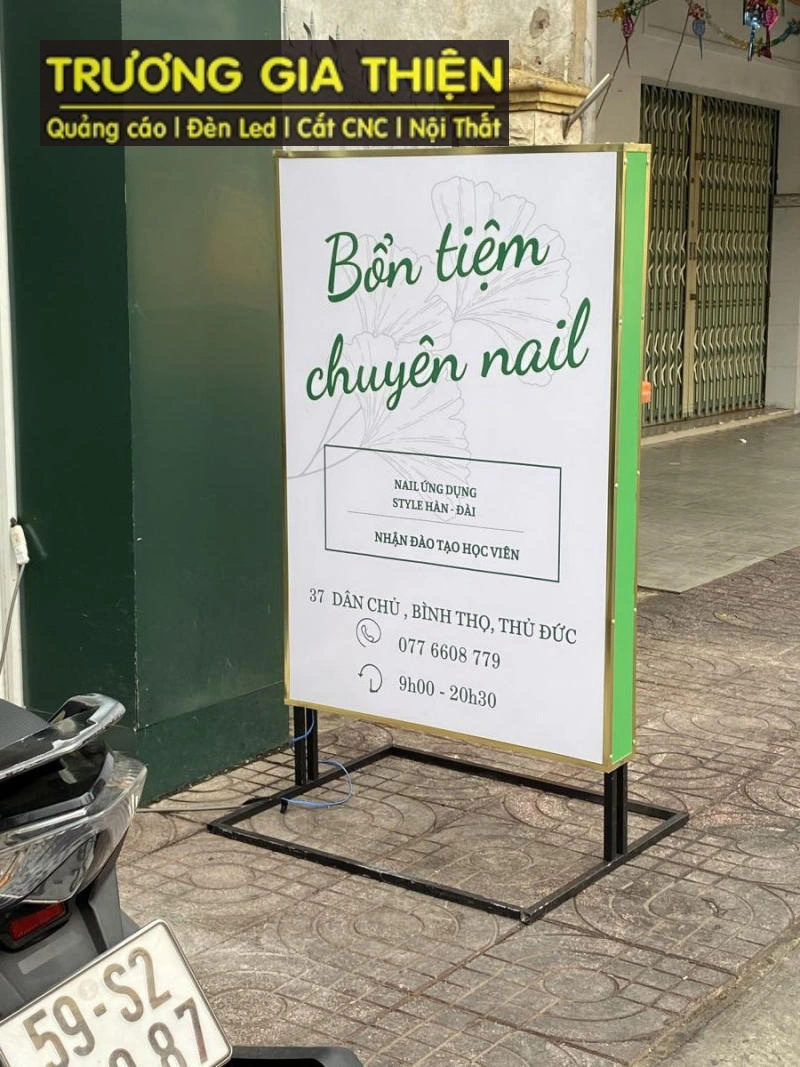 TRƯƠNG GIA THIỆN
Quảng cáo | Đèn Led | Cắt CNC | Nội Thất
Bổn tiệm
chuyên nail
NAIL ỨNG DỤNG
STYLE HÀN - ĐÀI
NHẬN ĐÀO TẠO HỌC VIÊN
37 DÂN CHỦ , BÌNH THỌ, THỦ ĐỨC
077 6608 779
9h00 - 20h30
59-S2
87